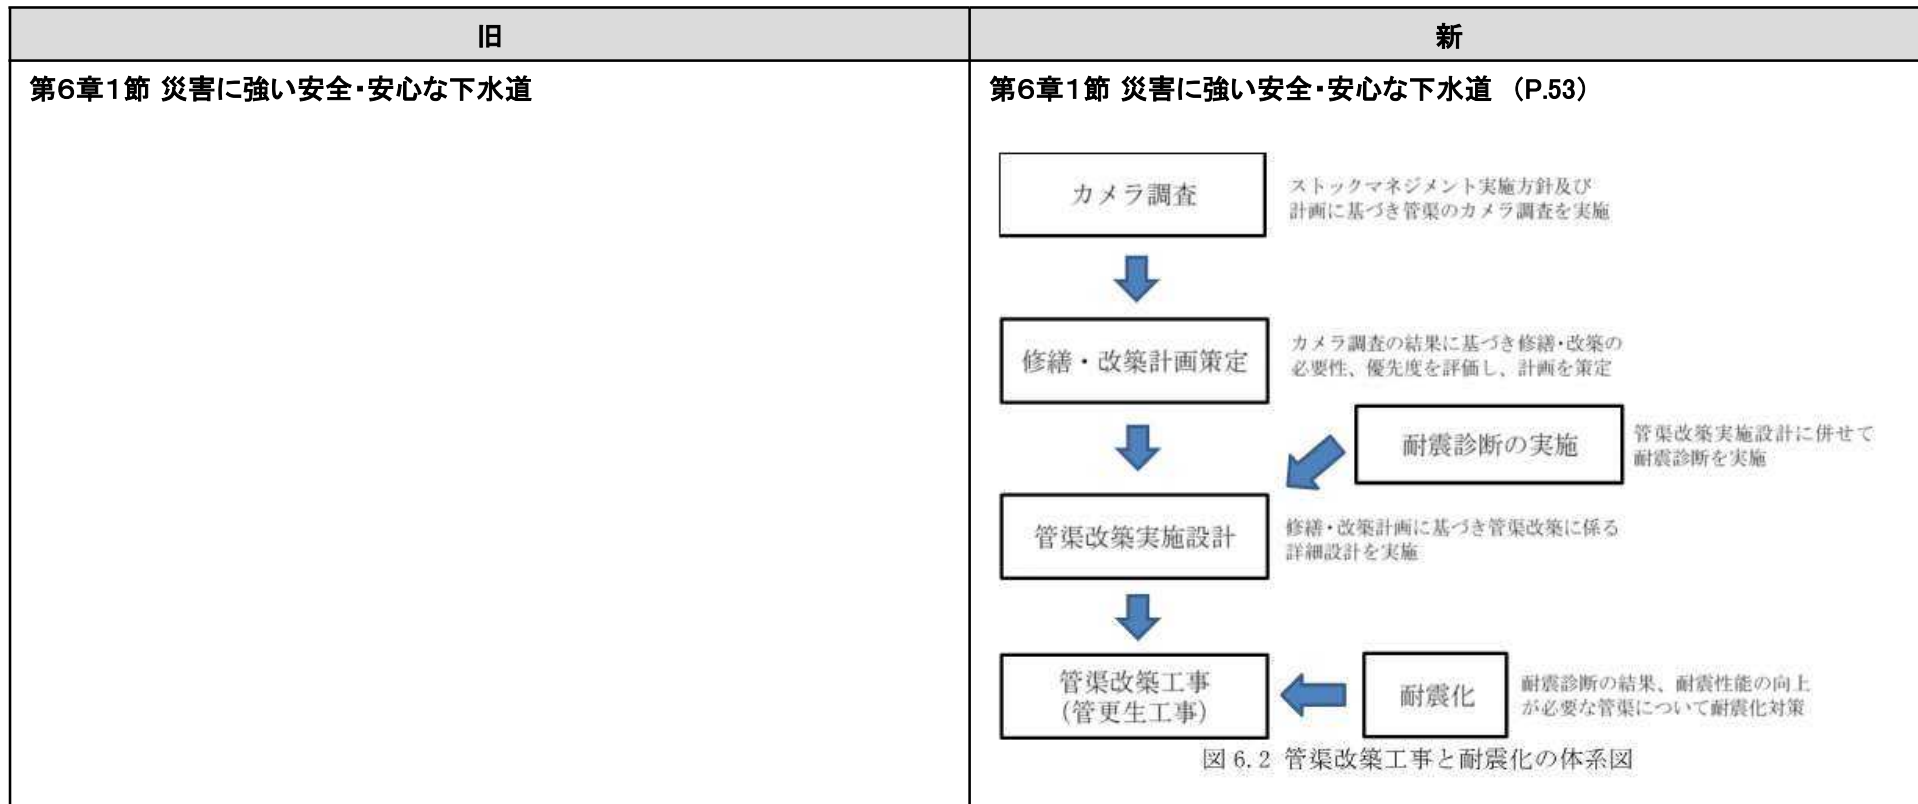 旧
新
第6章1節 災害に強い安全・安心な下水道
第6章1節 災害に強い安全・安心な下水道 (P.53)
カメラ調査
ストックマネジメント実施方針及び
計画に基づき管渠のカメラ調査を実施
修繕・改築計画策定
カメラ調査の結果に基づき修繕・改築の
必要性、優先度を評価し、計画を策定
耐震診断の実施
管渠改築実施設計に併せて
耐震診断を実施
管渠改築実施設計
修繕・改築計画に基づき管渠改築に係る
詳細設計を実施
管渠改築工事
(管更生工事)
耐震化
耐震診断の結果、耐震性能の向上
が必要な管渠について耐震化対策
図 6.2 管渠改築工事と耐震化の体系図